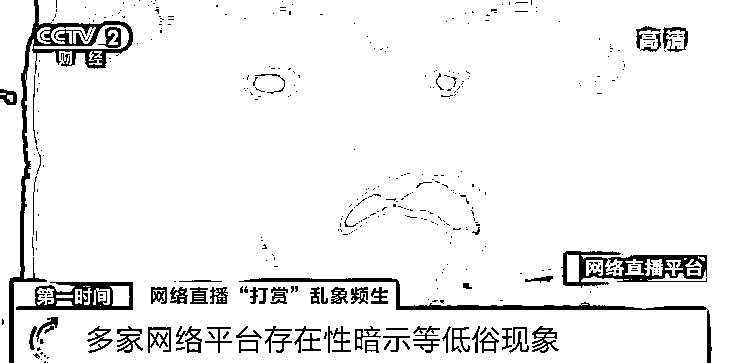 CCTV 2
财经
高清
网络直播平台
第一时间
网络直播“打赏”乱象频生
多家网络平台存在性暗示等低俗现象